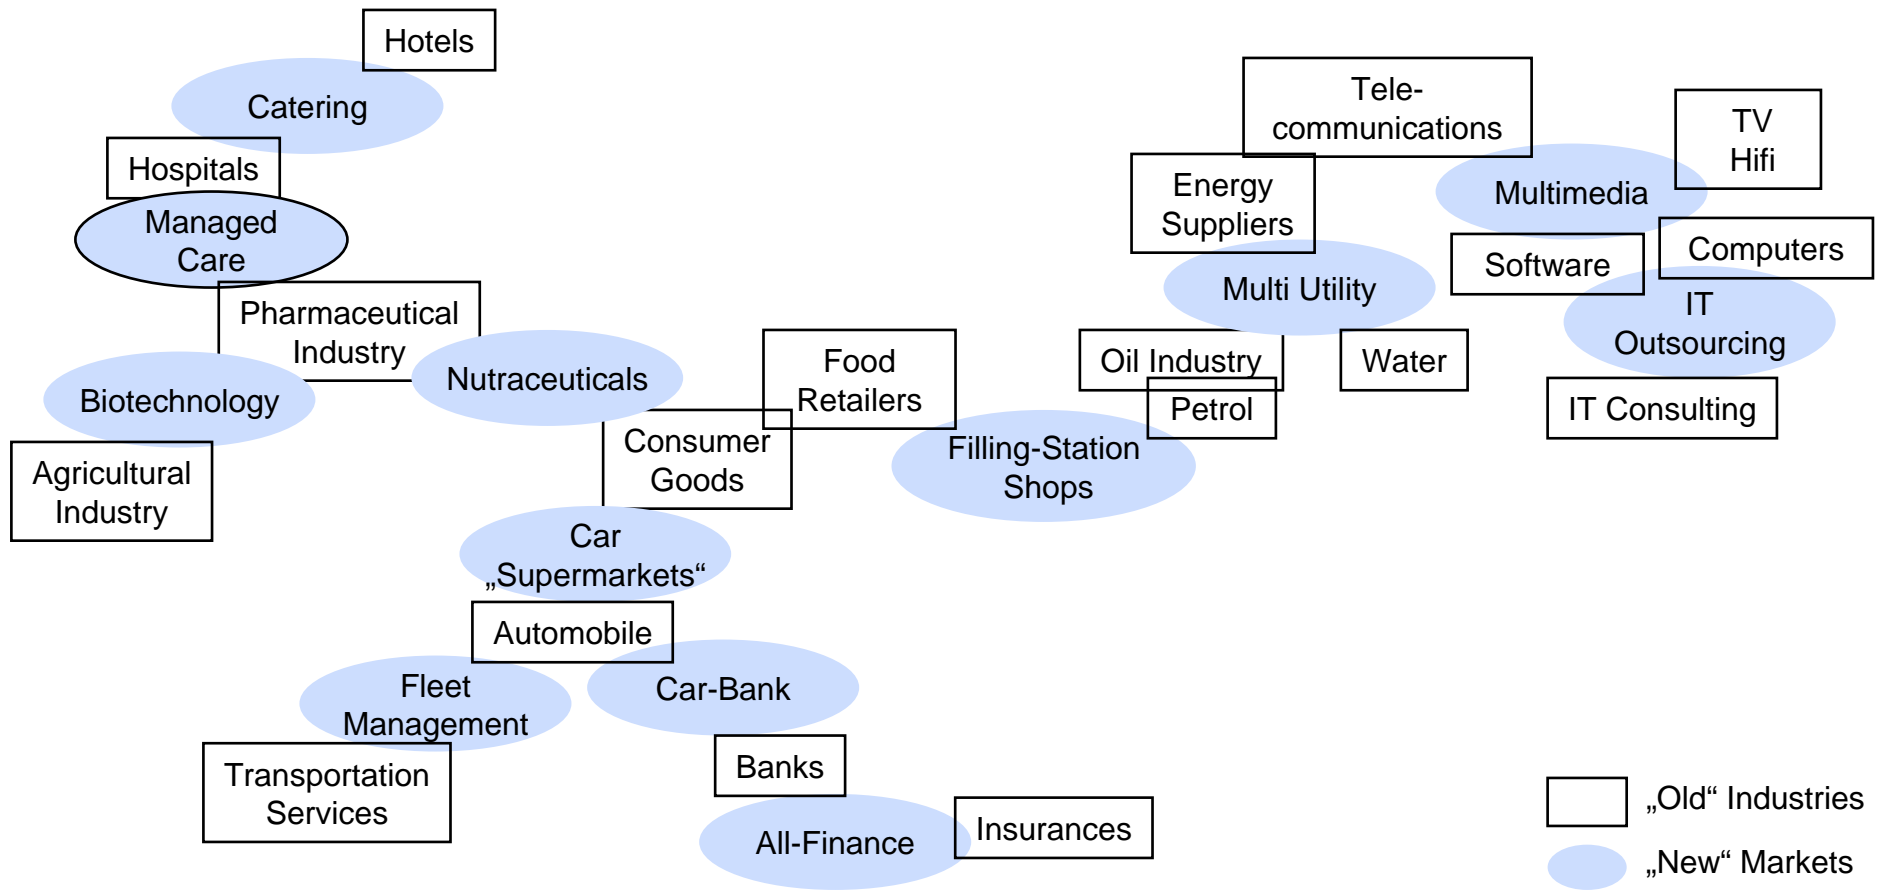 Hotels
Catering
Hospitals
Managed
Care
Pharmaceutical
Industry
Biotechnology
Agricultural
Industry
Nutraceuticals
Consumer
Goods
Food
Retailers
Car
„Supermarkets“
Automobile
Fleet
Management
Transportation
Services
Car-Bank
Banks
All-Finance
Insurances
Tele-
communications
TV
Hifi
Energy
Suppliers
Multimedia
Software
Computers
Multi Utility
IT
Outsourcing
Oil Industry
Water
Petrol
IT Consulting
Filling-Station
Shops
„Old“ Industries
„New“ Markets